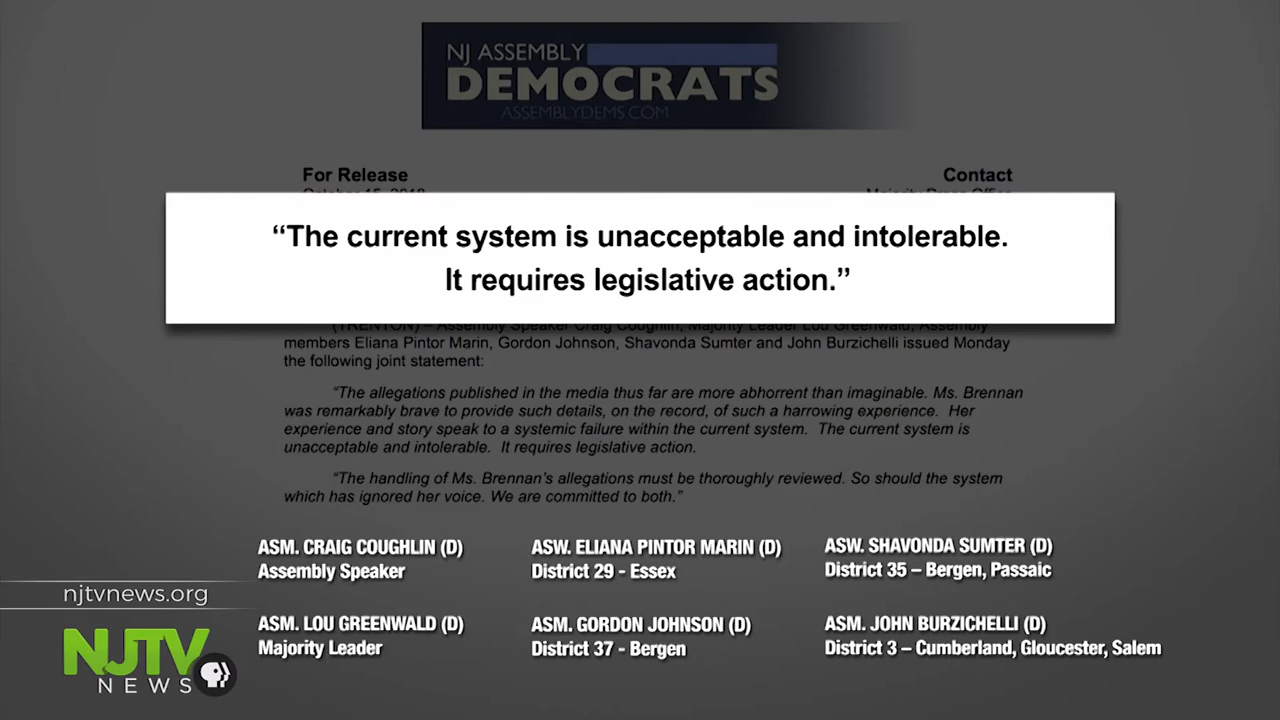 NJ ASSEMBLY
DEMOCRATS
ASSEMBLYDEMS.COM
For Release
Contact
October 15, 2018
Majority Press Office
“The current system is unacceptable and intolerable.
It requires legislative action.”
(TRENTON) – Assembly Speaker Craig Coughlin, Majority Leader Lou Greenwald, Assembly
members Eliana Pintor Marin, Gordon Johnson, Shavonda Sumter and John Burzichelli issued Monday
the following joint statement:
“The allegations published in the media thus far are more abhorrent than imaginable. Ms. Brennan
was remarkably brave to provide such details, on the record, of such a harrowing experience. Her
experience and story speak to a systemic failure within the current system. The current system is
unacceptable and intolerable. It requires legislative action.
“The handling of Ms. Brennan’s allegations must be thoroughly reviewed. So should the system
which has ignored her voice. We are committed to both.”
ASM. CRAIG COUGHLIN (D)
Assembly Speaker
ASW. ELIANA PINTOR MARIN (D)
District 29 - Essex
ASW. SHAVONDA SUMTER (D)
District 35 – Bergen, Passaic
ASM. LOU GREENWALD (D)
Majority Leader
ASM. GORDON JOHNSON (D)
District 37 - Bergen
ASM. JOHN BURZICHELLI (D)
District 3 – Cumberland, Gloucester, Salem
njtvnews.org
NJTV
NEWS